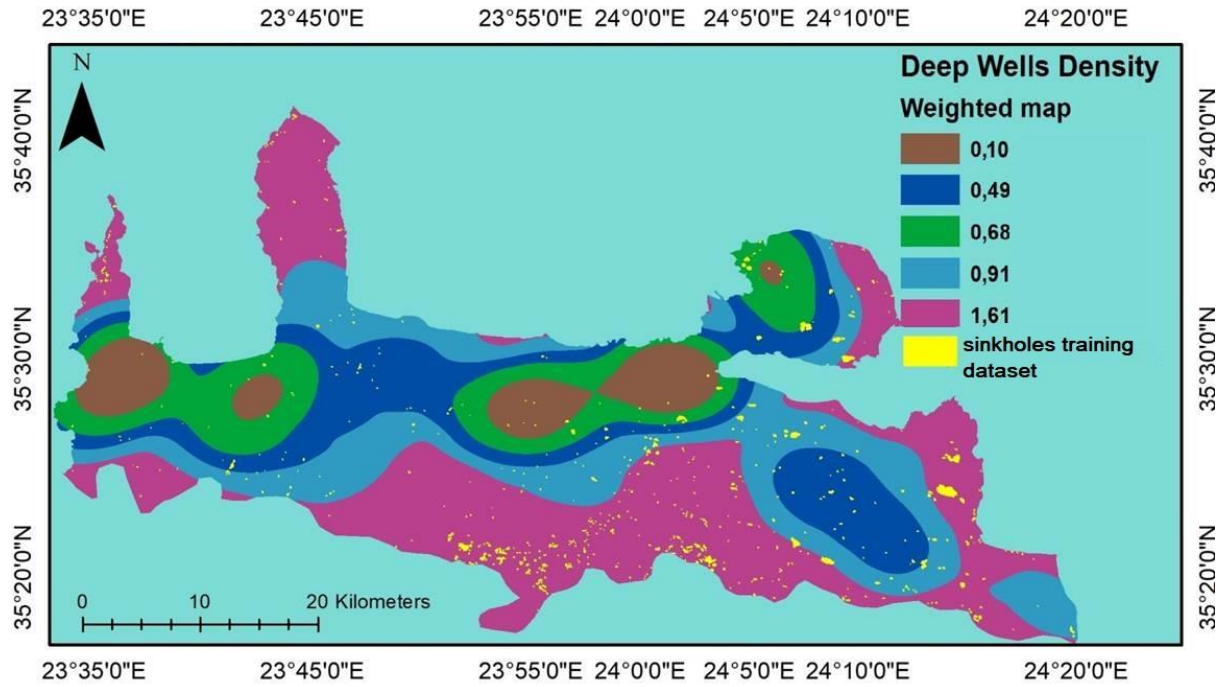 23°35'0"E 23°45'0"E 23°55'0"E 24°0'0"E 24°5'0"E 24°10'0"E 24°20'0"E
N
Deep Wells Density
Weighted map
0,10
0,49
0,68
0,91
1,61
sinkholes training
dataset
35°40'0"N 35°40'0"N
35°30'0"N 35°30'0"N
35°20'0"N 35°20'0"N
0 10 20 Kilometers
23°35'0"E 23°45'0"E 23°55'0"E 24°0'0"E 24°5'0"E 24°10'0"E 24°20'0"E